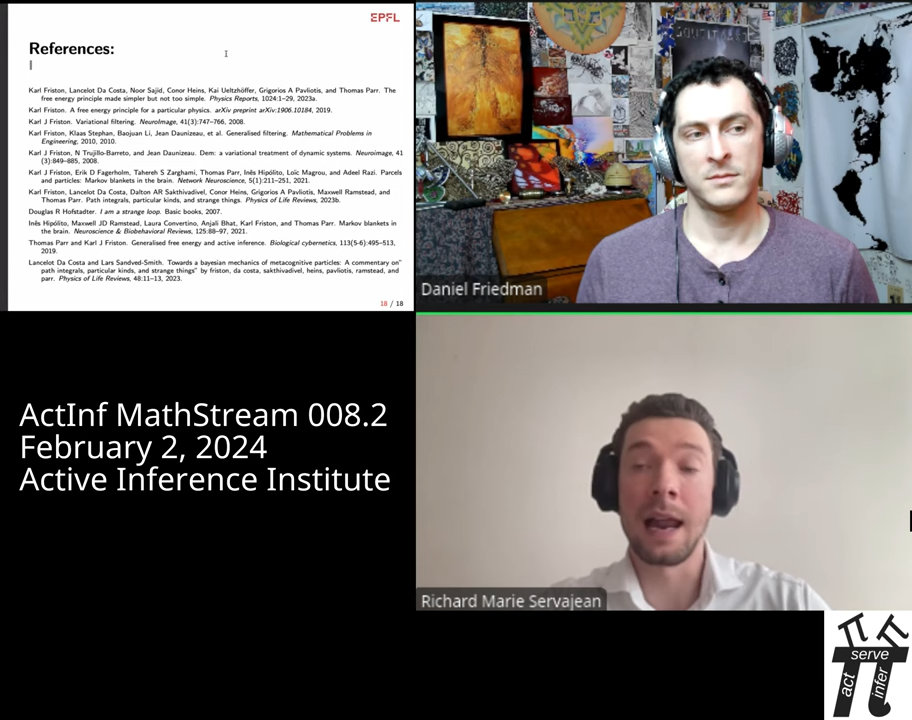 EPFL
References:
Karl Friston, Lancelot Da Costa, Noor Sajid, Conor Heins, Kai Ueltzhöffer, Grigorios A Pavliotis, and Thomas Parr. The
free energy principle made simpler but not too simple. Physics Reports, 1024:1–29, 2023a.
Karl Friston. A free energy principle for a particular physics. arXiv preprint arXiv:1906.10184, 2019.
Karl J Friston. Variational filtering. NeuroImage, 41(3):747–766, 2008.
Karl Friston, Klaas Stephan, Baojuan Li, Jean Daunizeau, et al. Generalised filtering. Mathematical Problems in
Engineering, 2010, 2010.
Karl J Friston, N Trujillo-Barreto, and Jean Daunizeau. Dem: a variational treatment of dynamic systems. Neuroimage, 41
(3):849–885, 2008.
Karl J Friston, Erik D Fagerholm, Tahereh S Zarghami, Thomas Parr, Inês Hipólito, Loïc Magrou, and Adeel Razi. Parcels
and particles: Markov blankets in the brain. Network Neuroscience, 5(1):211–251, 2021.
Karl Friston, Lancelot Da Costa, Dalton AR Sakthivadivel, Conor Heins, Grigorios A Pavliotis, Maxwell Ramstead, and
Thomas Parr. Path integrals, particular kinds, and strange things. Physics of Life Reviews, 2023b.
Douglas R Hofstadter. I am a strange loop. Basic books, 2007.
Inês Hipólito, Maxwell JD Ramstead, Laura Convertino, Anjali Bhat, Karl Friston, and Thomas Parr. Markov blankets in
the brain. Neuroscience & Biobehavioral Reviews, 125:88–97, 2021.
Thomas Parr and Karl J Friston. Generalised free energy and active inference. Biological cybernetics, 113(5-6):495–513,
2019.
Lancelot Da Costa and Lars Sandved-Smith. Towards a bayesian mechanics of metacognitive particles: A commentary on"
path integrals, particular kinds, and strange things" by friston, da costa, sakthivadivel, heins, pavliotis, ramstead, and
parr. Physics of Life Reviews, 48:11–13, 2023.
18 / 18
Daniel Friedman
ActInf MathStream 008.2
February 2, 2024
Active Inference Institute
Richard Marie Servajean
serve
act
infer